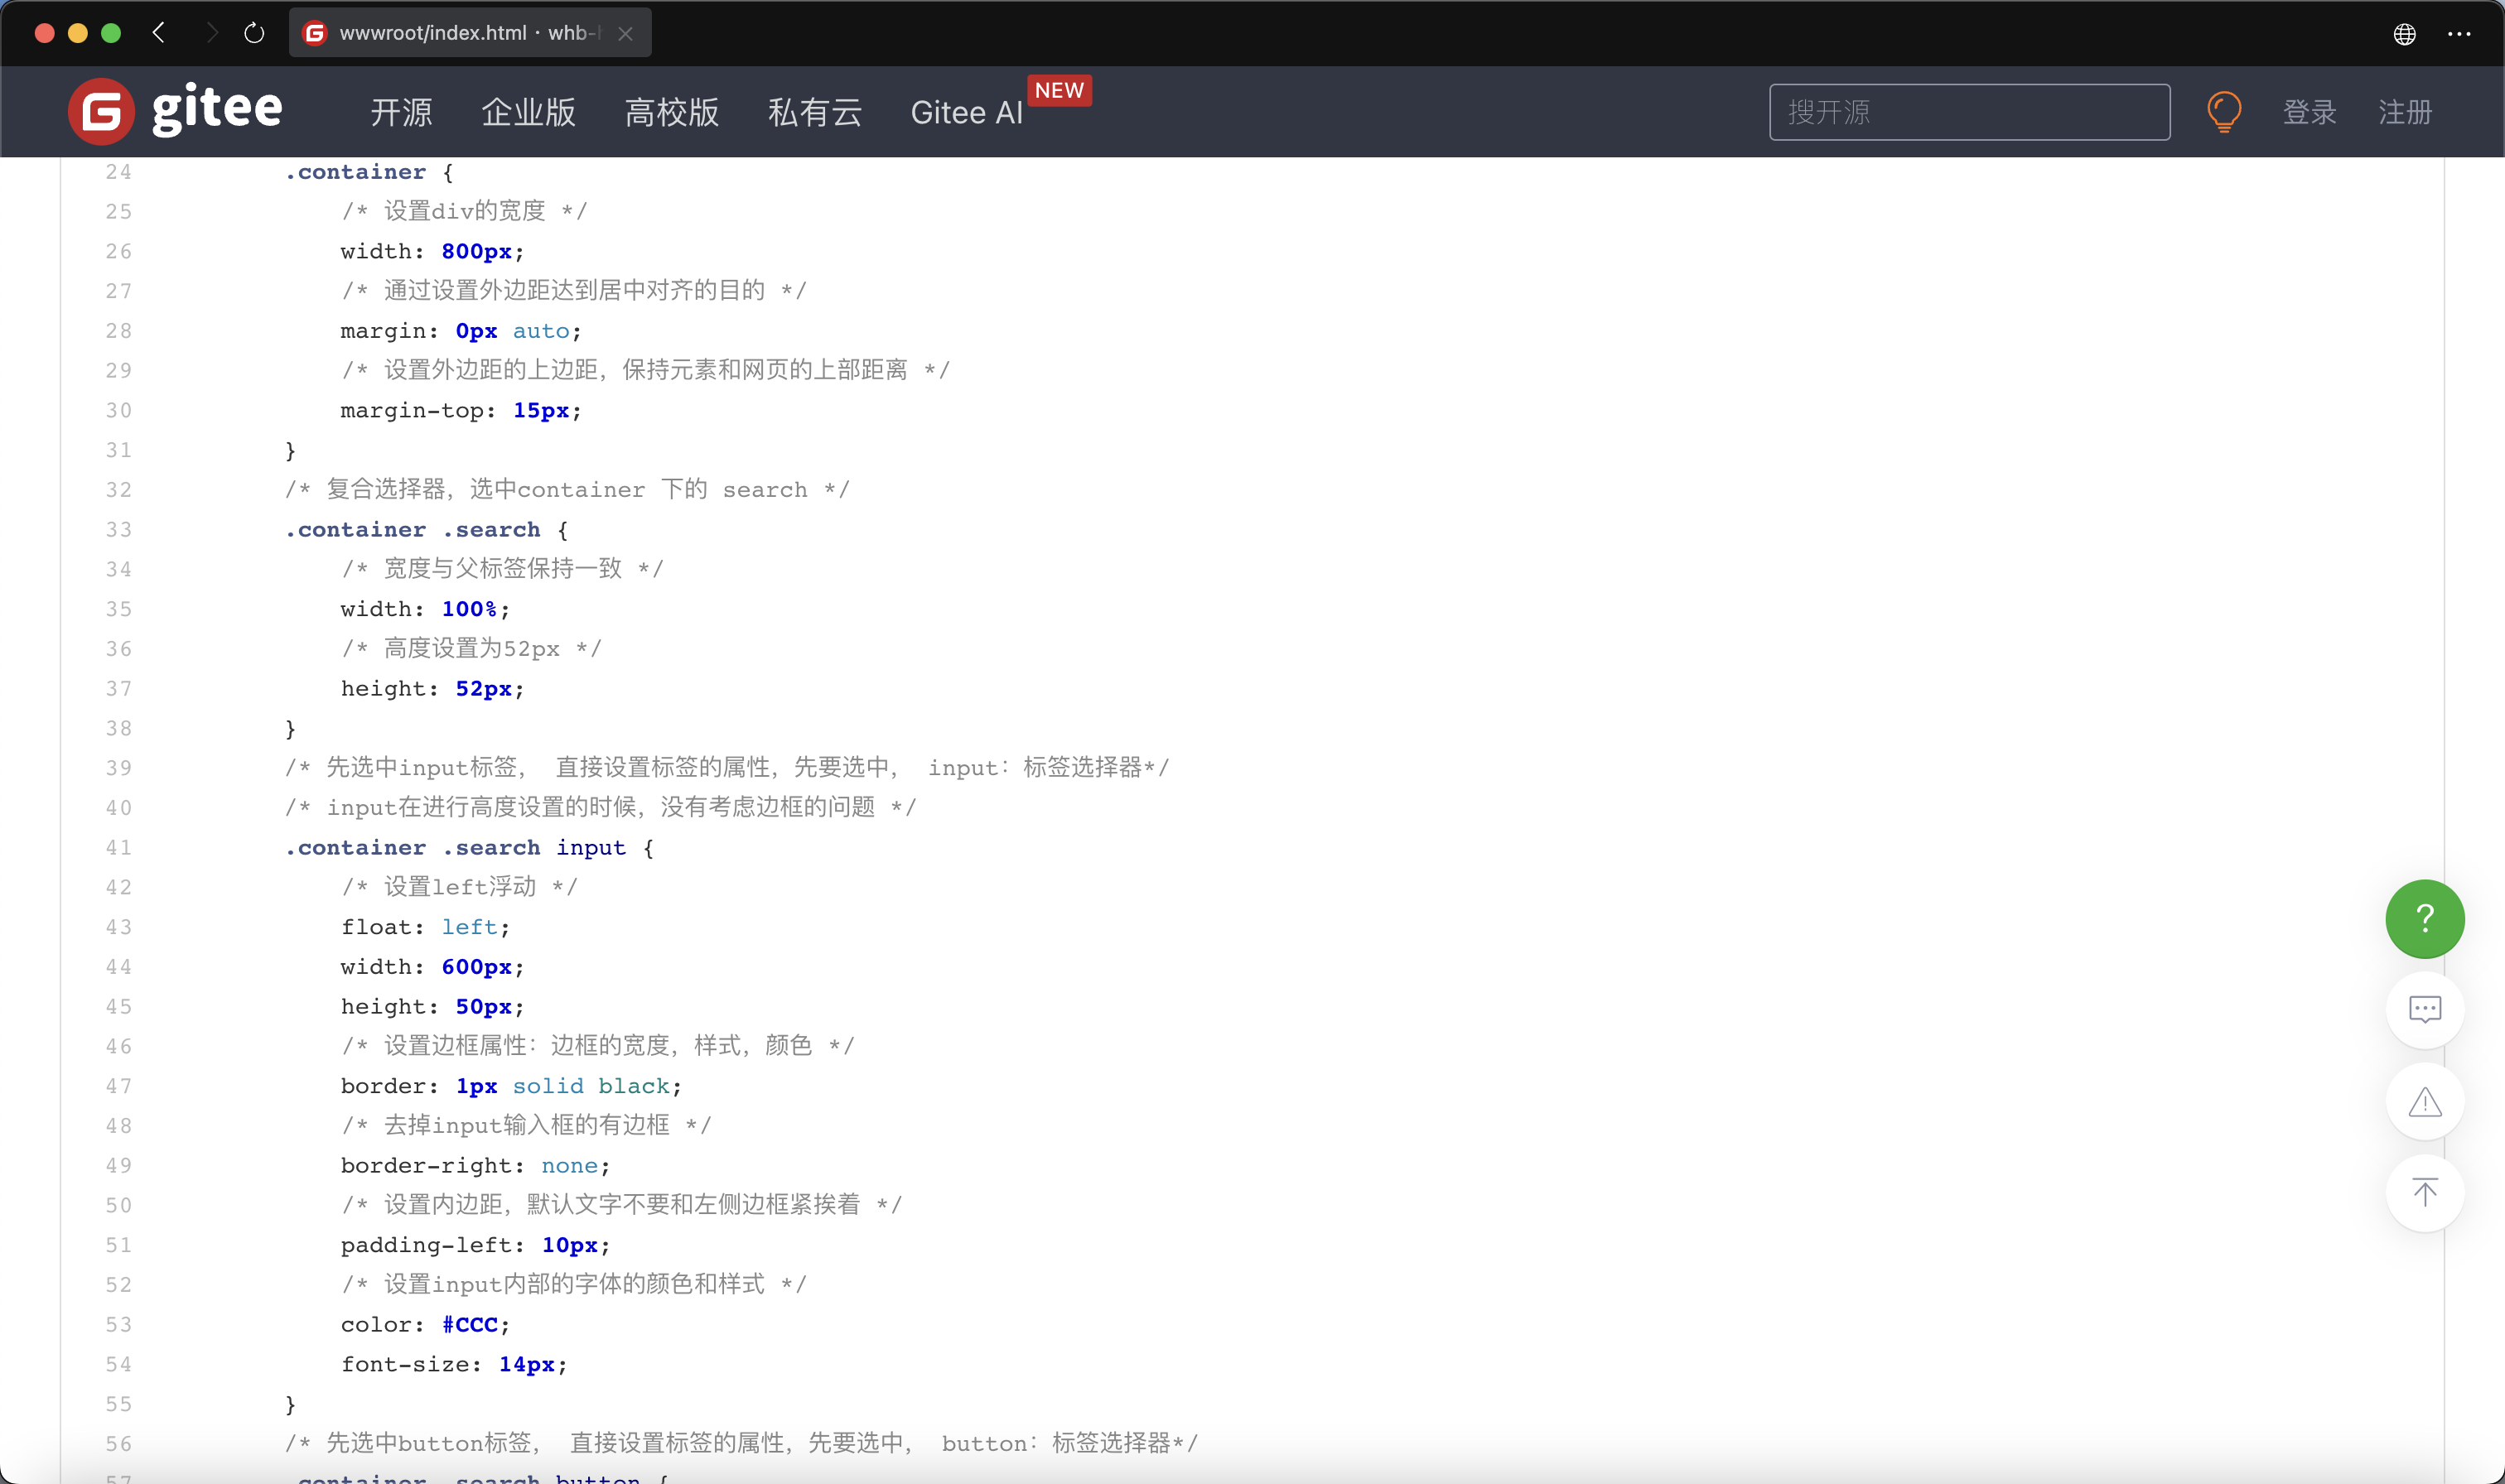 wwwroot/index.html · whb-
gitee 开源 企业版 高校版 私有云 Gitee AI NEW 搜开源 登录 注册
24 .container {
25 /* 设置div的宽度 */
26 width: 800px;
27 /* 通过设置外边距达到居中对齐的目的 */
28 margin: 0px auto;
29 /* 设置外边距的上边距，保持元素和网页的上部距离 */
30 margin-top: 15px;
31 }
32 /* 复合选择器，选中container 下的 search */
33 .container .search {
34 /* 宽度与父标签保持一致 */
35 width: 100%;
36 /* 高度设置为52px */
37 height: 52px;
38 }
39 /* 先选中input标签， 直接设置标签的属性，先要选中， input：标签选择器*/
40 /* input在进行高度设置的时候，没有考虑边框的问题 */
41 .container .search input {
42 /* 设置left浮动 */
43 float: left;
44 width: 600px;
45 height: 50px;
46 /* 设置边框属性：边框的宽度，样式，颜色 */
47 border: 1px solid black;
48 /* 去掉input输入框的有边框 */
49 border-right: none;
50 /* 设置内边距，默认文字不要和左侧边框紧挨着 */
51 padding-left: 10px;
52 /* 设置input内部的字体的颜色和样式 */
53 color: #CCC;
54 font-size: 14px;
55 }
56 /* 先选中button标签， 直接设置标签的属性，先要选中， button：标签选择器*/
57 .container .search button {